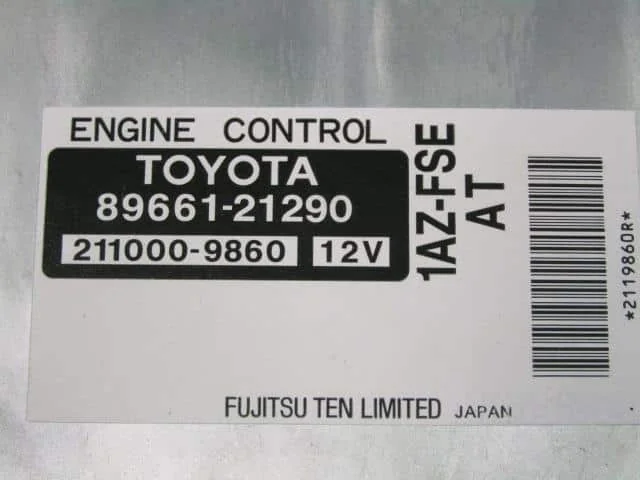 ENGINE CONTROL
TOYOTA
89661-21290
211000-9860 12V
1AZ-FSE
AT
*2119860R*
FUJITSU TEN LIMITED JAPAN